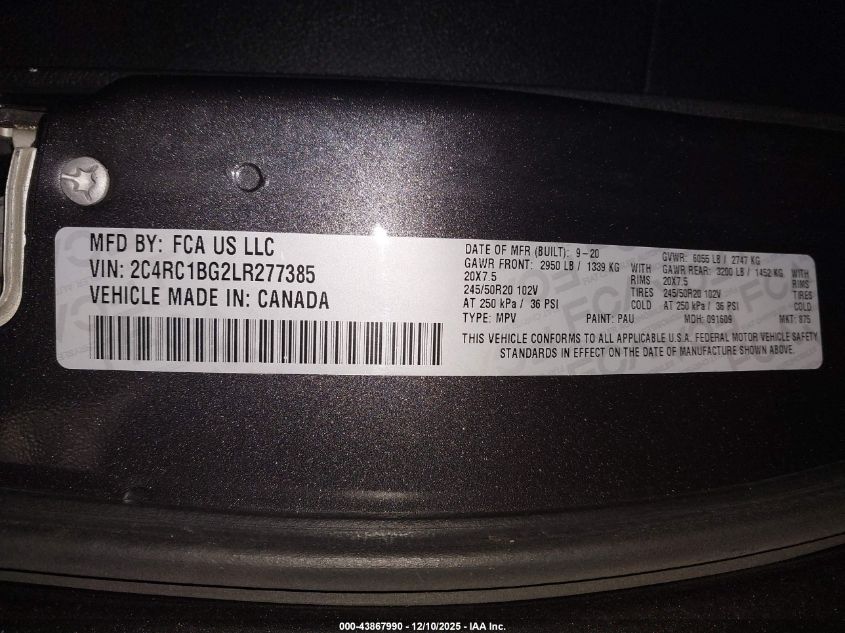 MFD BY: FCA US LLC
VIN: 2C4RC1BG2LR277385
VEHICLE MADE IN: CANADA
DATE OF MFR (BUILT): 9-20 GVWR: 6055 LB / 2747 KG
GAWR FRONT: 2950 LB / 1339 KG WITH GAWR REAR: 3200 LB / 1452 KG WITH
20X7.5 RIMS 20X7.5 RIMS
245/50R20 102V TIRES 245/50R20 102V TIRES
AT 250 kPa / 36 PSI COLD AT 250 kPa / 36 PSI COLD
TYPE: MPV PAINT: PAU MDH: 091609 MKT: 875
THIS VEHICLE CONFORMS TO ALL APPLICABLE U.S.A. FEDERAL MOTOR VEHICLE SAFETY
STANDARDS IN EFFECT ON THE DATE OF MANUFACTURE SHOWN ABOVE.
000-43867990 - 12/10/2025 - IAA Inc.